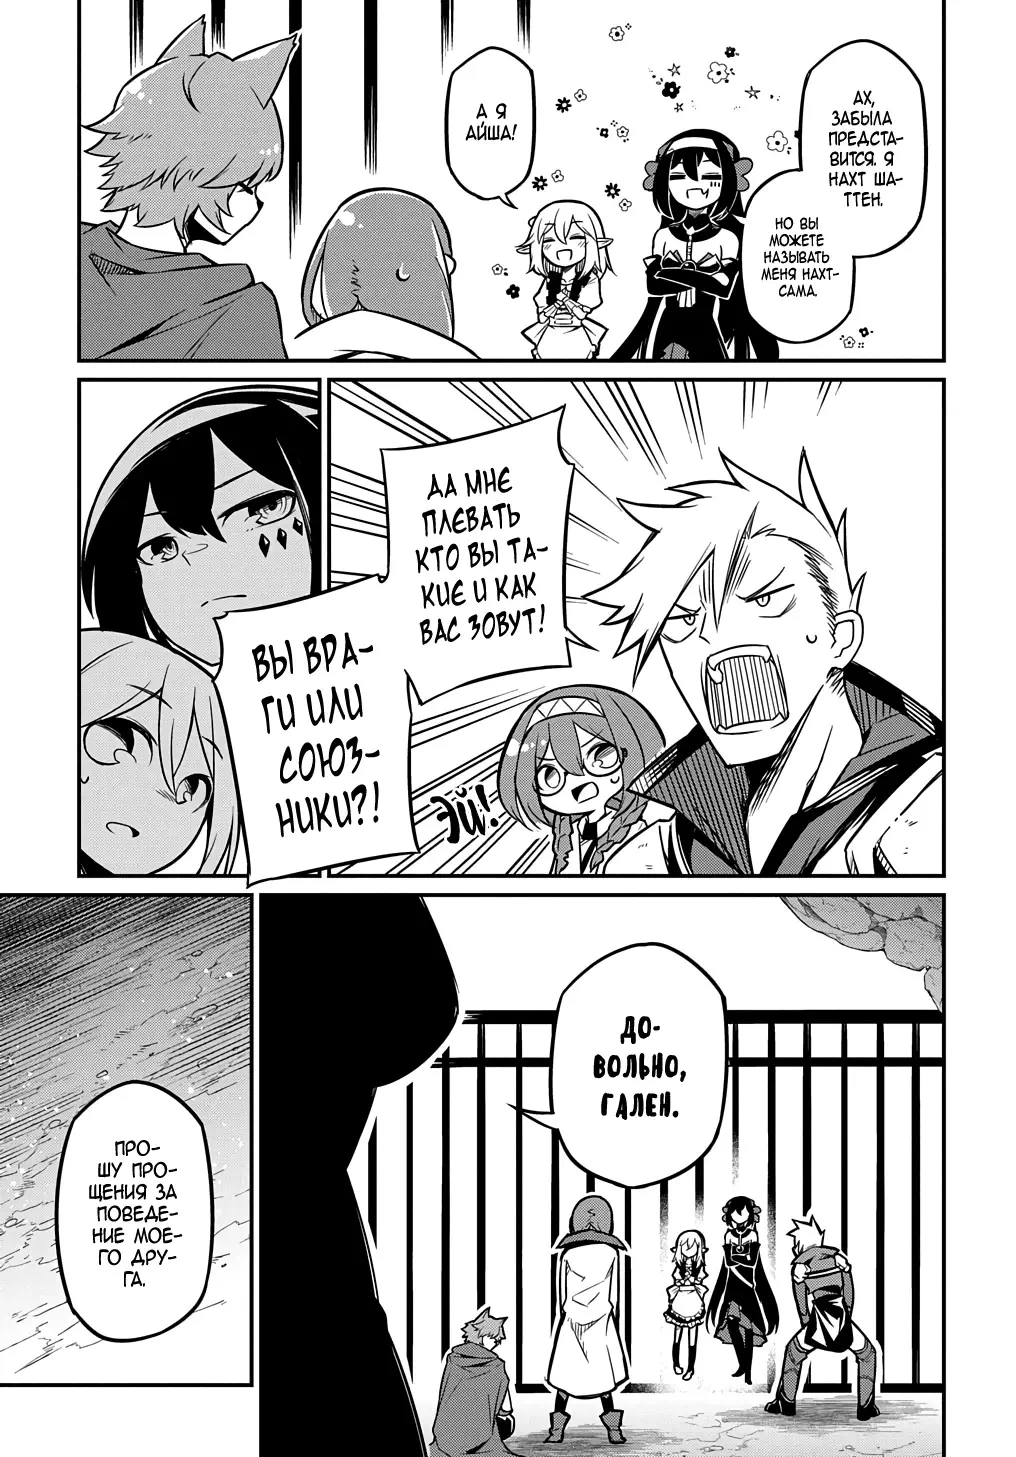 АХ,
ЗАБЫЛА
ПРЕДСТА-
ВИТСЯ. Я
НАХТ ША-
ТТЕН.
НО ВЫ
МОЖЕТЕ
НАЗЫВАТЬ
МЕНЯ НАХТ-
САМА.
А Я
АЙША!
ДА МНЕ
ПЛЕВАТЬ
КТО ВЫ ТА-
КИЕ И КАК
ВАС ЗОВУТ!
ВЫ ВРА-
ГИ ИЛИ
СОЮЗ-
НИКИ?!
ЭЙ!
ДО-
ВОЛЬНО,
ГАЛЕН.
ПРО-
ШУ ПРО-
ЩЕНИЯ ЗА
ПОВЕДЕ-
НИЕ МОЕ-
ГО ДРУ-
ГА.